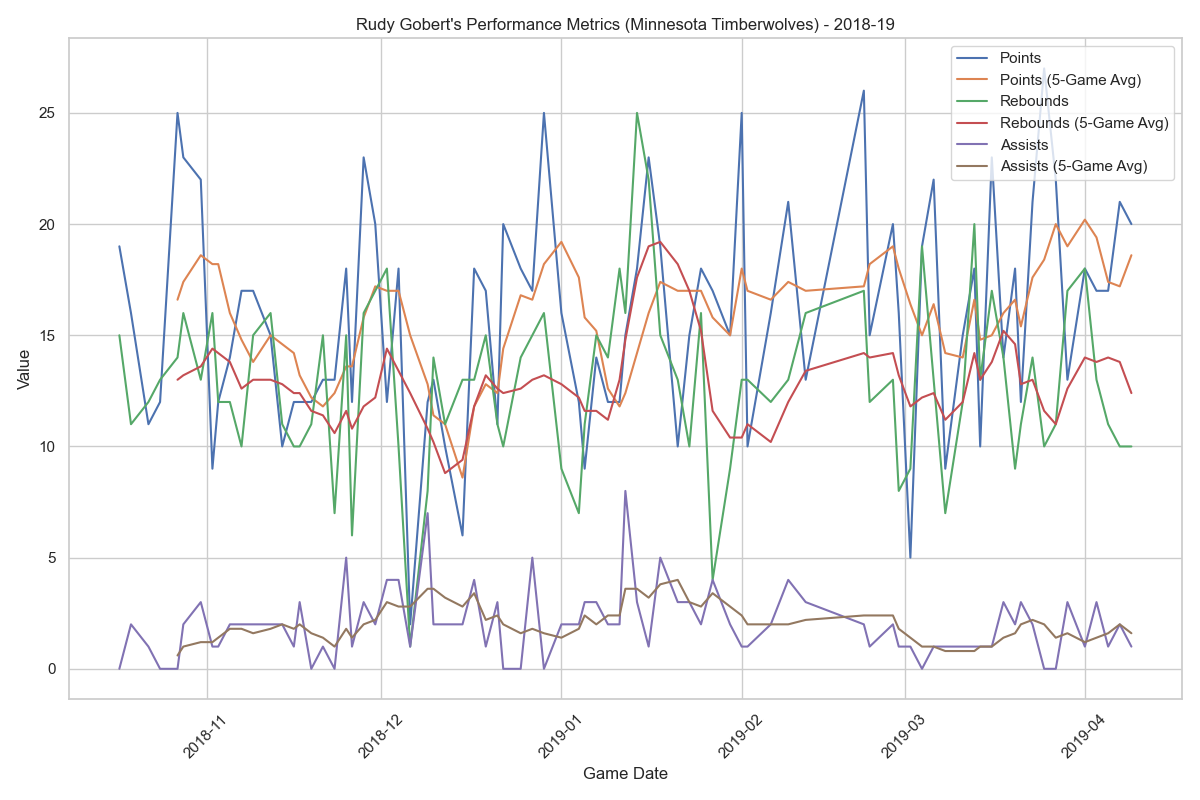 Rudy Gobert's Performance Metrics (Minnesota Timberwolves) - 2018-19
Points
Points (5-Game Avg)
Rebounds
Rebounds (5-Game Avg)
Assists
Assists (5-Game Avg)
Value
25
20
15
10
5
0
2018-11
2018-12
2019-01
2019-02
2019-03
2019-04
Game Date